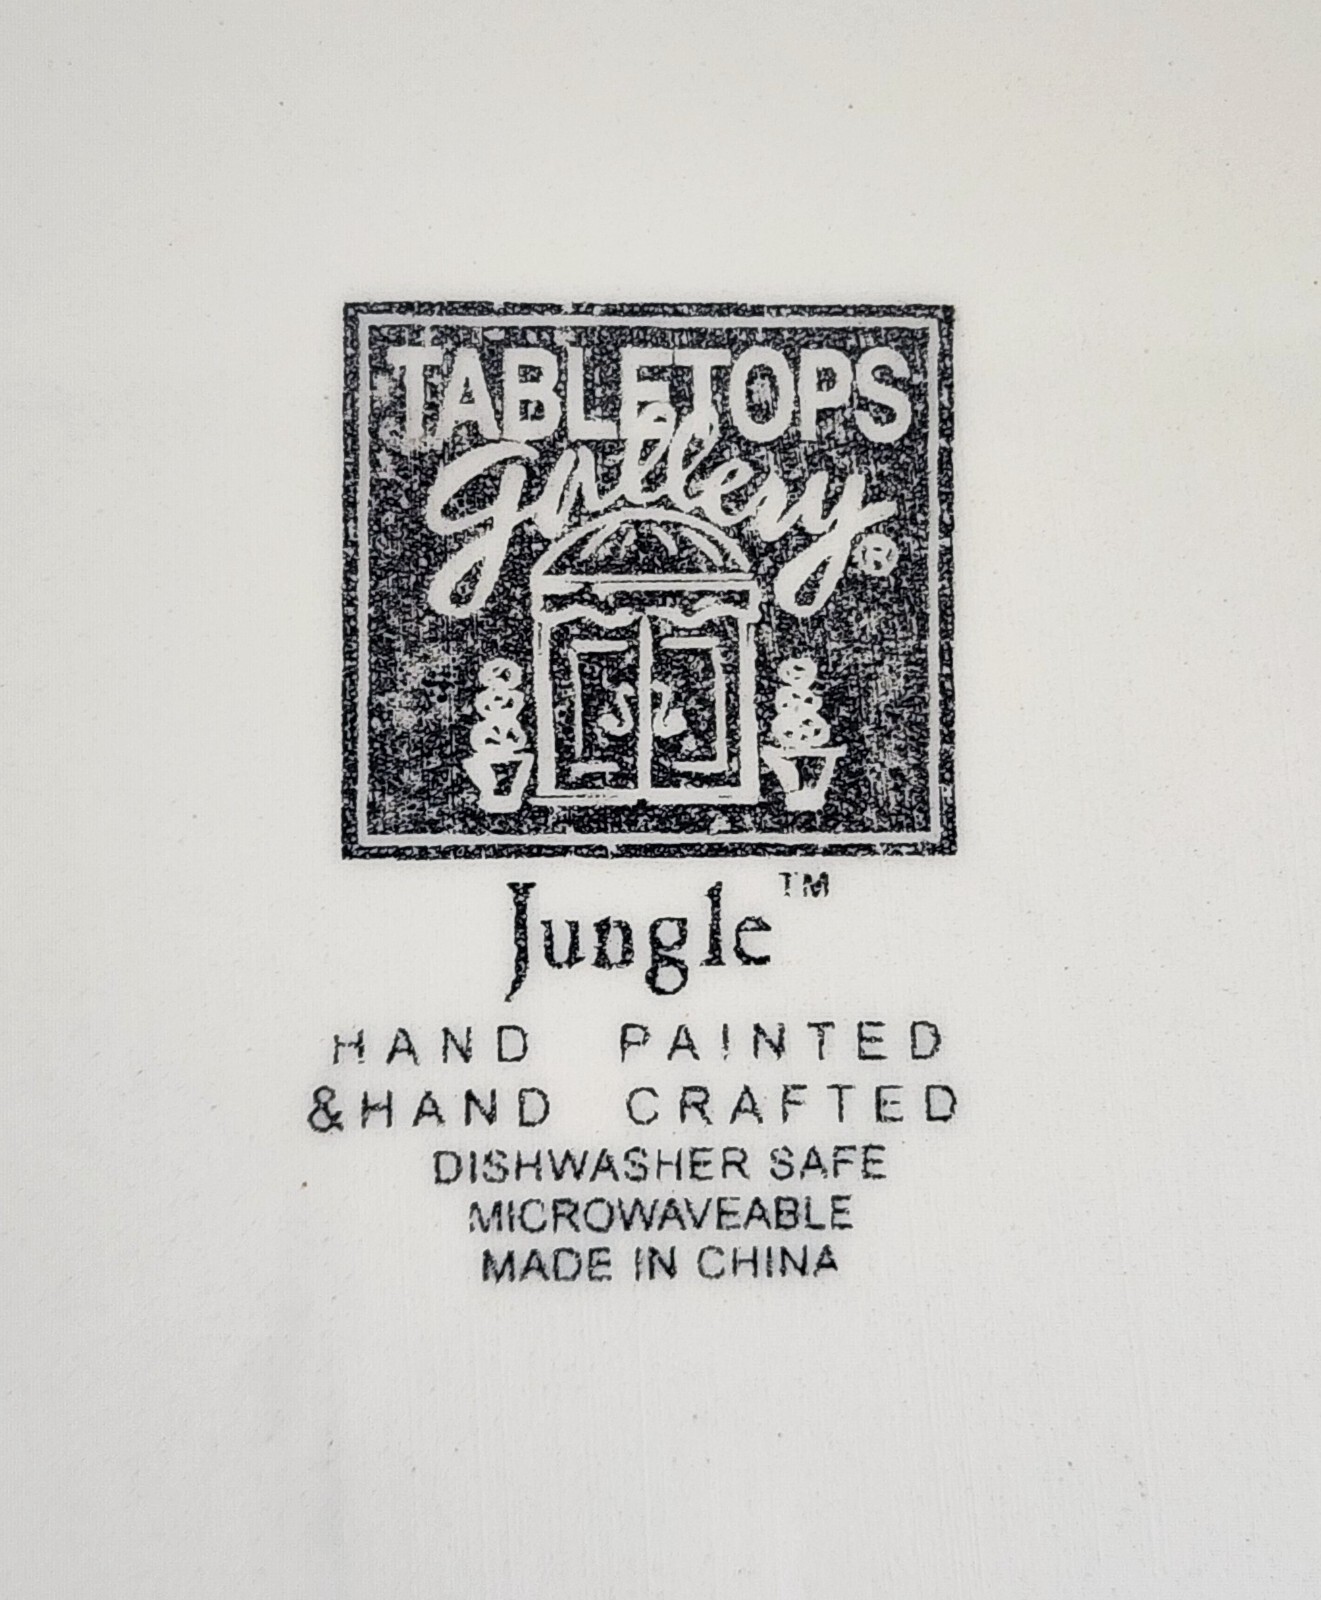 TABLETOPS
gallery®
Jungle™
HAND PAINTED
&HAND CRAFTED
DISHWASHER SAFE
MICROWAVEABLE
MADE IN CHINA